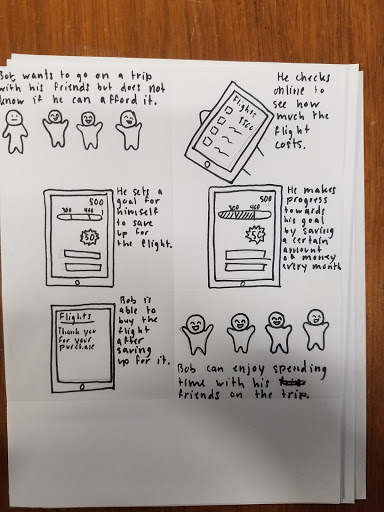 Bob wants to go on a trip
with his friends but does not
know if he can afford it.
He checks
online to
see how
much the
flight
costs.
Flights
$500
He sets a
goal for
himself
to save
up for
the flight.
500
300 400
50
He makes
progress
towards
his goal
by saving
a certain
amount
of money
every month
500
300 400
50
Bob is
able to
buy the
flight
after
saving
up for it.
Flights
Thank you
for your
purchase
Bob can enjoy spending
time with his
friends on the trip.